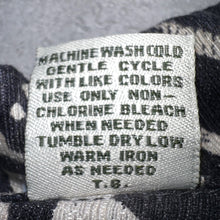 MACHINE WASH COLD
GENTLE CYCLE
WITH LIKE COLORS
USE ONLY NON-
CHLORINE BLEACH
WHEN NEEDED
TUMBLE DRY LOW
WARM IRON
AS NEEDED
T.S.